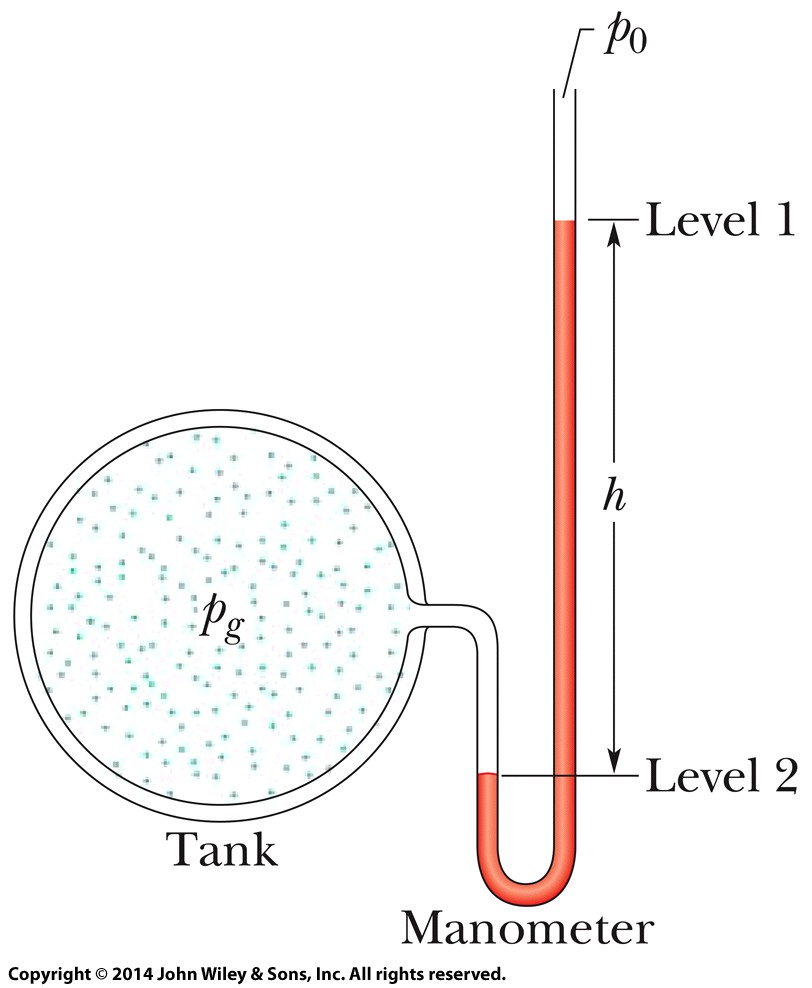 p0
Level 1
h
pg
Level 2
Tank
Manometer
Copyright © 2014 John Wiley & Sons, Inc. All rights reserved.